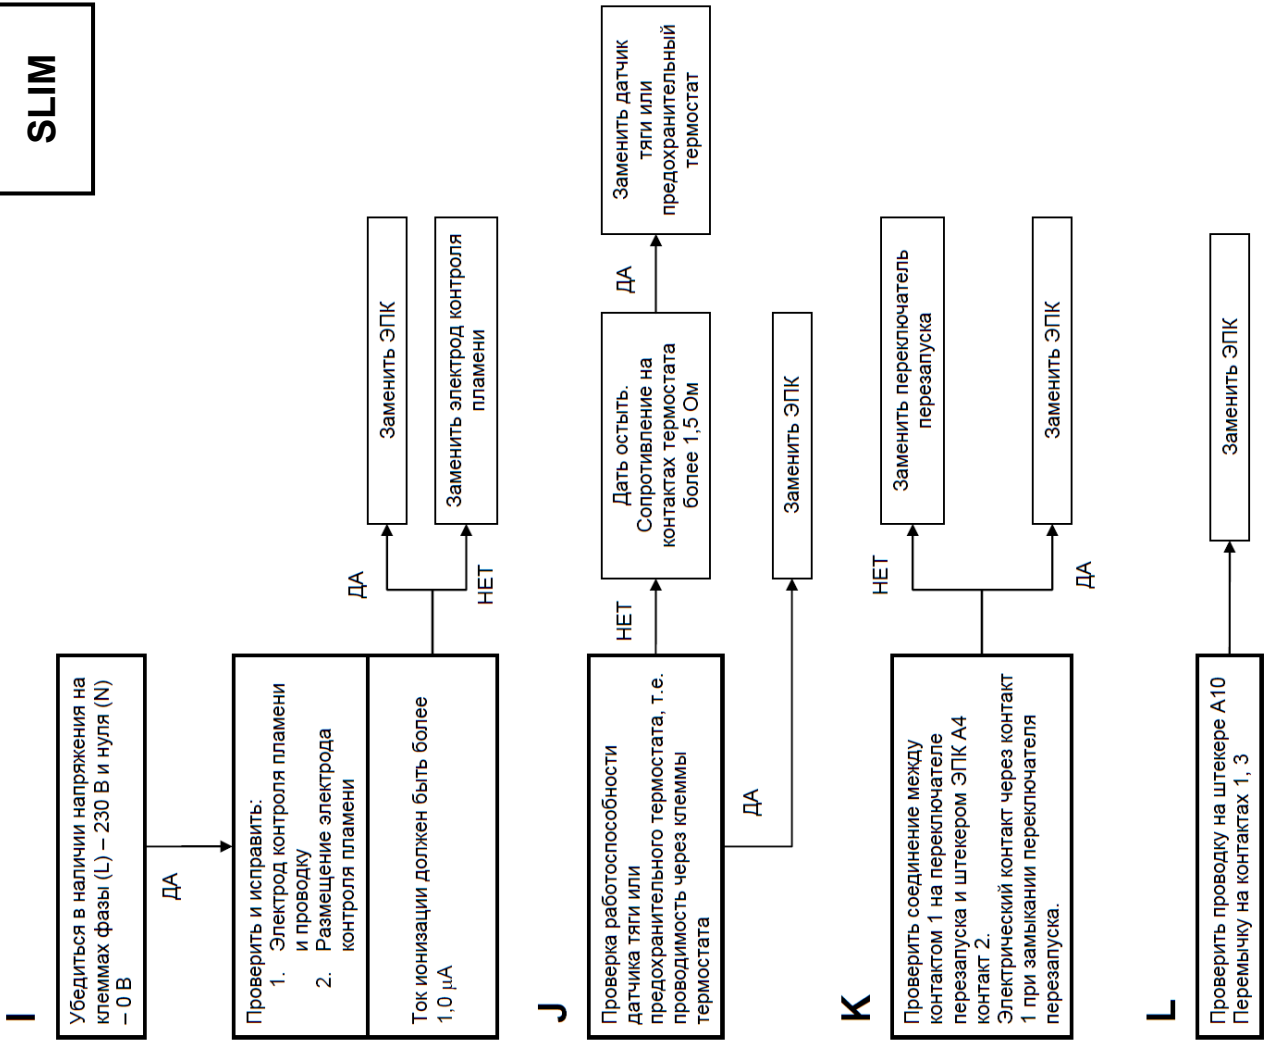 SLIM
I
Убедиться в наличии напряжения на
клеммах фазы (L) – 230 В и нуля (N)
– 0 В
ДА
Проверить и исправить:
1. Электрод контроля пламени
и проводку
2. Размещение электрода
контроля пламени
Ток ионизации должен быть более
1,0 μА
ДА
Заменить ЭПК
НЕТ
Заменить электрод контроля
пламени
J
Проверка работоспособности
датчика тяги или
предохранительного термостата, т.е.
проводимость через клеммы
термостата
НЕТ
Дать остыть.
Сопротивление на
контактах термостата
более 1,5 Ом
ДА
Заменить датчик
тяги или
предохранительный
термостат
ДА
Заменить ЭПК
K
Проверить соединение между
контактом 1 на переключателе
перезапуска и штекером ЭПК А4
контакт 2.
Электрический контакт через контакт
1 при замыкании переключателя
перезапуска.
НЕТ
Заменить переключатель
перезапуска
ДА
Заменить ЭПК
L
Проверить проводку на штекере А10
Перемычку на контактах 1, 3
Заменить ЭПК